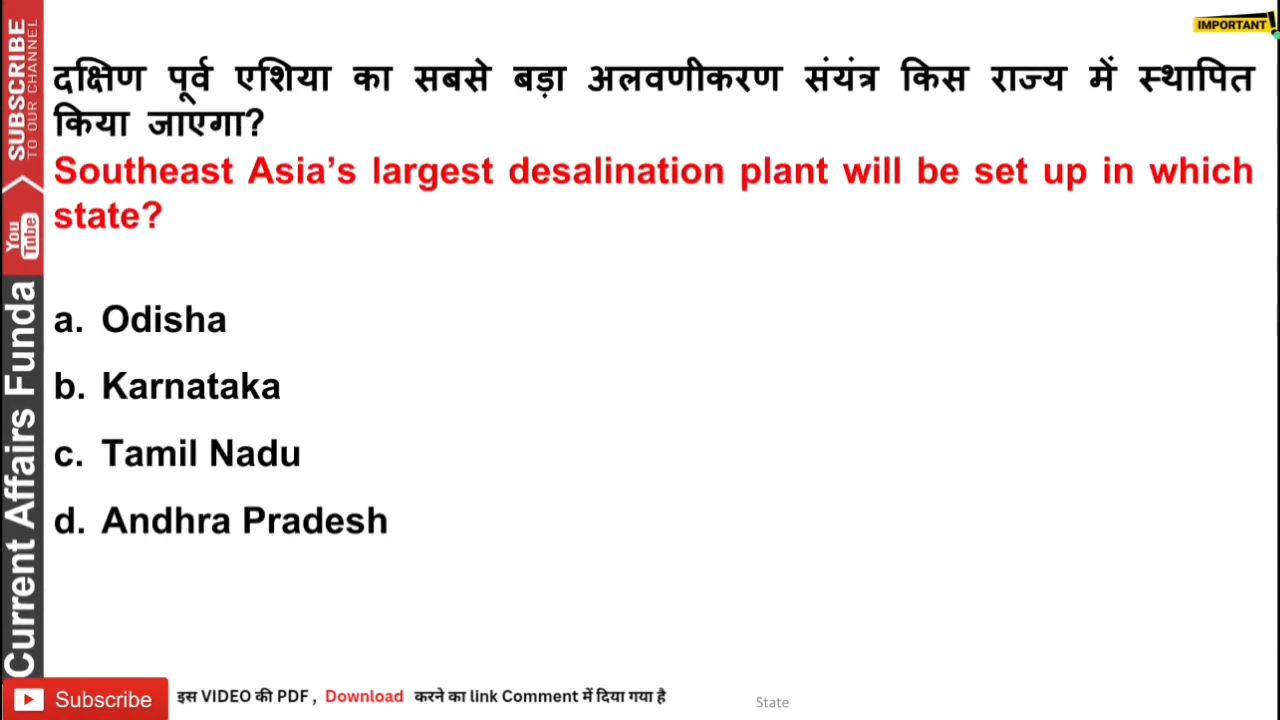 IMPORTANT!
दक्षिण पूर्व एशिया का सबसे बड़ा अलवणीकरण संयंत्र किस राज्य में स्थापित
किया जाएगा?
Southeast Asia’s largest desalination plant will be set up in which
state?
a. Odisha
b. Karnataka
c. Tamil Nadu
d. Andhra Pradesh
SUBSCRIBE
TO OUR CHANNEL
You
Tube
Current Affairs Funda
Subscribe
इस VIDEO की PDF , Download करने का link Comment में दिया गया है
State